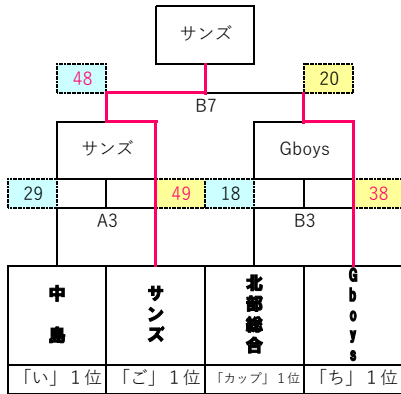 サンズ
48
20
B7
サンズ
Gboys
29
49
18
38
A3
B3
中島
サンズ
北部総合
Gboys
「い」１位
「ご」１位
「カップ」１位
「ち」１位